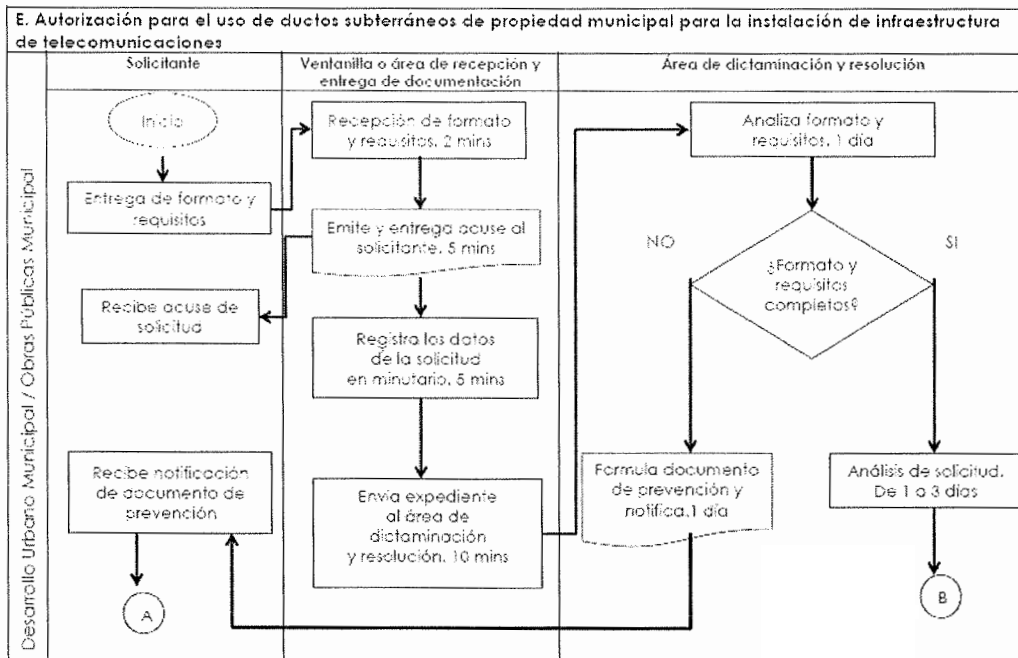 E. Autorización para el uso de ductos subterráneos de propiedad municipal para la instalación de infraestructura
de telecomunicaciones
Desarrollo Urbano Municipal / Obras Públicas Municipal
Solicitante
Ventanilla o área de recepción y
entrega de documentación
Área de dictaminación y resolución
Inicio
Entrega de formato y
requisitos
Recepción de formato
y requisitos. 2 mins
Emite y entrega acuse al
solicitante. 5 mins
Recibe acuse de
solicitud
Registra los datos
de la solicitud
en minutario. 5 mins
Envía expediente
al área de
dictaminación
y resolución. 10 mins
Analiza formato y
requisitos. 1 día
NO
SI
¿Formato y
requisitos
completos?
Formula documento
de prevención y
notifica.1 día
Análisis de solicitud.
De 1 a 3 días
Recibe notificación
de documento de
prevención
A
B